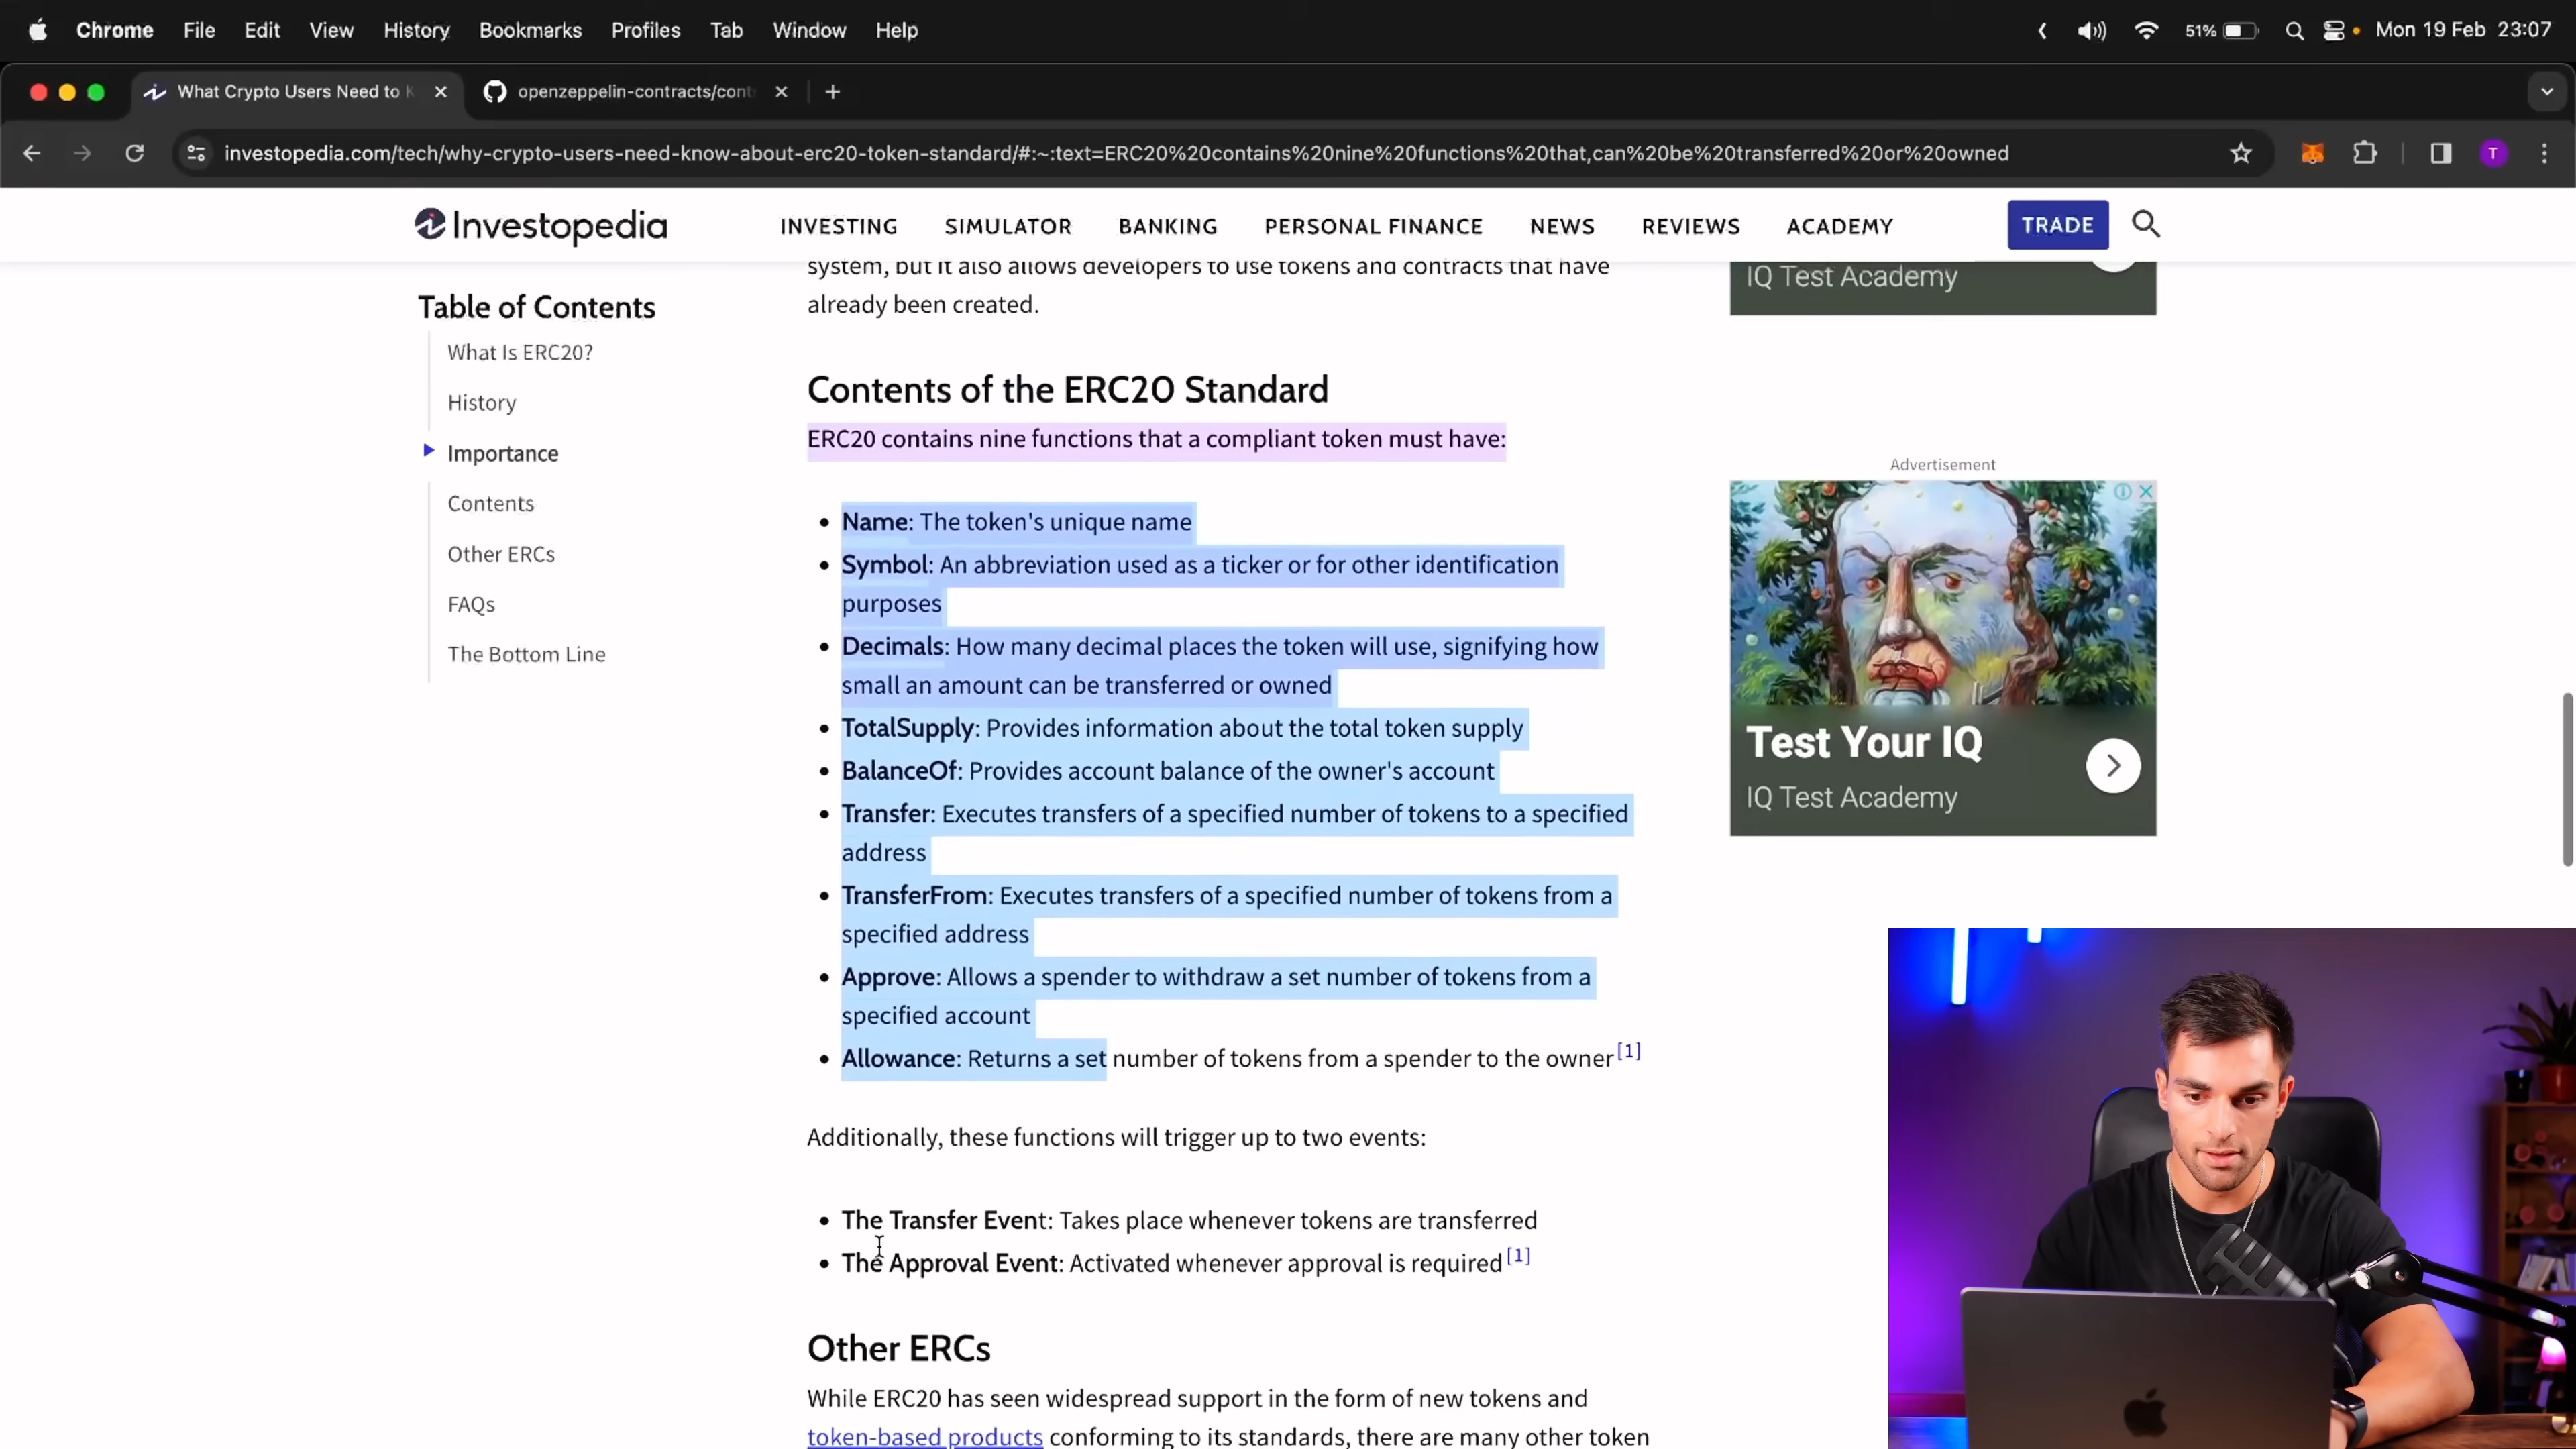 Chrome File Edit View History Bookmarks Profiles Tab Window Help 51% Mon 19 Feb 23:07
What Crypto Users Need to K
openzeppelin-contracts/cont
investopedia.com/tech/why-crypto-users-need-know-about-erc20-token-standard/#:~:text=ERC20%20contains%20nine%20functions%20that,can%20be%20transferred%20or%20owned
T
Investopedia
INVESTING SIMULATOR BANKING PERSONAL FINANCE NEWS REVIEWS ACADEMY TRADE
Table of Contents
What Is ERC20?
History
Importance
Contents
Other ERCs
FAQs
The Bottom Line
system, but it also allows developers to use tokens and contracts that have
already been created.
Contents of the ERC20 Standard
ERC20 contains nine functions that a compliant token must have:
Name: The token's unique name
Symbol: An abbreviation used as a ticker or for other identification
purposes
Decimals: How many decimal places the token will use, signifying how
small an amount can be transferred or owned
TotalSupply: Provides information about the total token supply
BalanceOf: Provides account balance of the owner's account
Transfer: Executes transfers of a specified number of tokens to a specified
address
TransferFrom: Executes transfers of a specified number of tokens from a
specified address
Approve: Allows a spender to withdraw a set number of tokens from a
specified account
Allowance: Returns a set number of tokens from a spender to the owner[1]
Additionally, these functions will trigger up to two events:
The Transfer Event: Takes place whenever tokens are transferred
The Approval Event: Activated whenever approval is required[1]
Other ERCs
While ERC20 has seen widespread support in the form of new tokens and
token-based products conforming to its standards, there are many other token
IQ Test Academy
Advertisement
Test Your IQ
IQ Test Academy